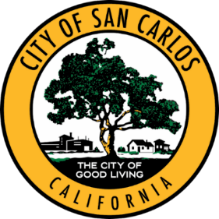 CITY OF SAN CARLOS
THE CITY OF
GOOD LIVING
CALIFORNIA